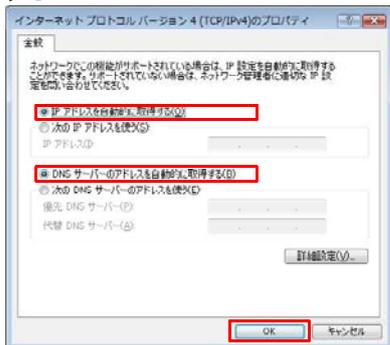 インターネット プロトコル バージョン 4 (TCP/IPv4)のプロパティ
全般
ネットワークでこの機能がサポートされている場合は、IP 設定を自動的に取得する
ことができます。サポートされていない場合は、ネットワーク管理者に適切な IP 設
定を問い合わせてください。
IP アドレスを自動的に取得する(O)
次の IP アドレスを使う(S):
IP アドレス(I):
DNS サーバーのアドレスを自動的に取得する(B)
次の DNS サーバーのアドレスを使う(E):
優先 DNS サーバー(P):
代替 DNS サーバー(A):
詳細設定(V)...
OK
キャンセル